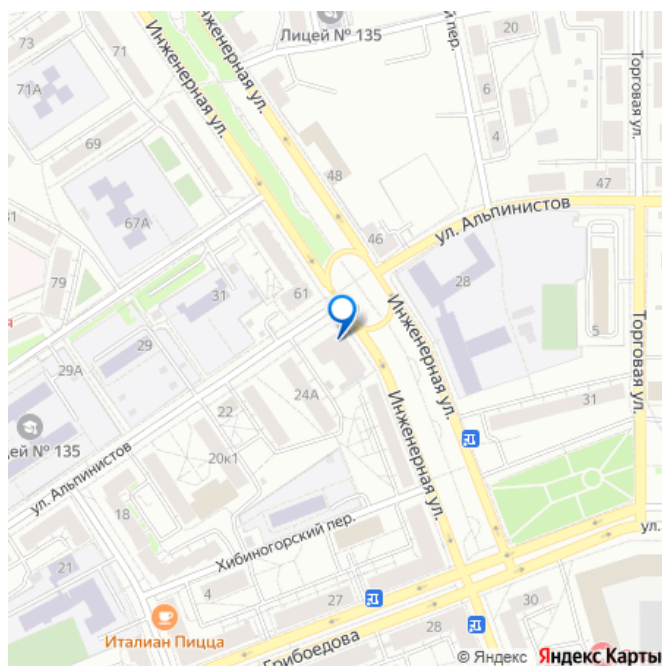 73
71
Инженерная ул.
Инженерная ул.
Лицей № 135
й пер.
Торговая ул.
71А
6
4
69
48
47
67А
46
ул. Альпинистов
28
79
31
61
29
5
Торговая ул.
29А
24А
Инженерная ул.
31
22
цей № 135
20к1
Инженерная ул.
ул. Альпинистов
18
Хибиногорский пер.
ул.
21
4
27
30
Италиан Пицца
28
Грибоедова
© Яндекс Яндекс Карты